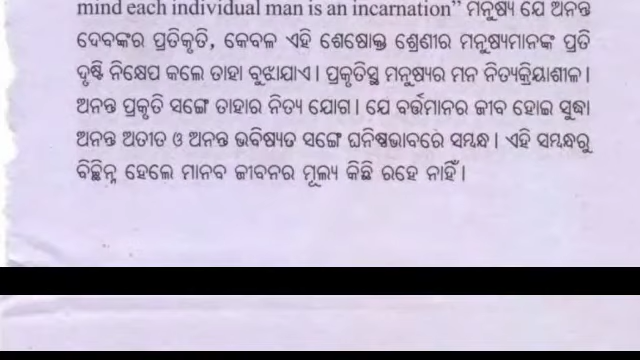 mind each individual man is an incarnation" ମନୁଷ୍ୟ ଯେ ଅନନ୍ତ
ଦେବଙ୍କର ପ୍ରତିକୃତି, କେବଳ ଏହି ଶେଷୋକ୍ତ ଶ୍ରେଣୀର ମନୁଷ୍ୟମାନଙ୍କ ପ୍ରତି
ଦୃଷ୍ଟି ନିକ୍ଷେପ କଲେ ତାହା ବୁଝାଯାଏ। ପ୍ରକୃତିସ୍ଥ ମନୁଷ୍ୟର ମନ ନିତ୍ୟକ୍ରିୟାଶୀଳ।
ଅନନ୍ତ ପ୍ରକୃତି ସଙ୍ଗେ ତାହାର ନିତ୍ୟ ଯୋଗ। ଯେ ବର୍ତ୍ତମାନର ଜୀବ ହୋଇ ସୁଦ୍ଧା
ଅନନ୍ତ ଅତୀତ ଓ ଅନନ୍ତ ଭବିଷ୍ୟତ ସଙ୍ଗେ ଘନିଷ୍ଠଭାବରେ ସମ୍ବନ୍ଧ। ଏହି ସମ୍ବନ୍ଧରୁ
ବିଚ୍ଛିନ୍ନ ହେଲେ ମାନବ ଜୀବନର ମୂଲ୍ୟ କିଛି ରହେ ନାହିଁ।